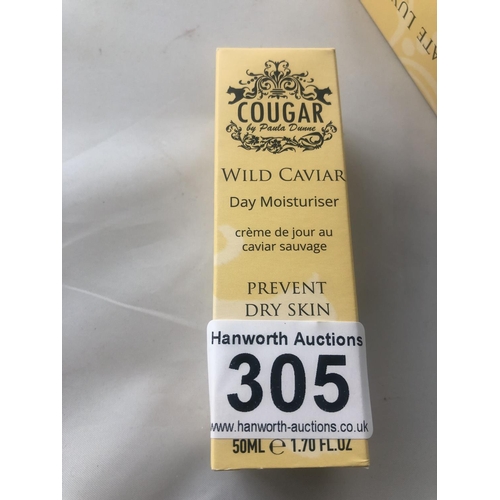 COUGAR
by Paula Dunne
WILD CAVIAR
Day Moisturiser
crème de jour au
caviar sauvage
PREVENT
DRY SKIN
Hanworth Auctions
305
www.hanworth-auctions.co.uk
50ML e 1.70 FL.OZ